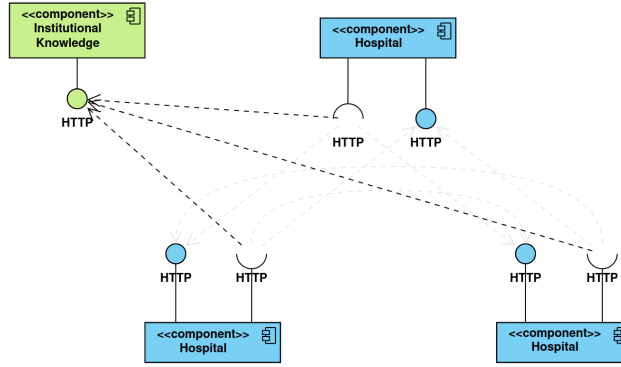 <<component>>
Institutional
Knowledge
<<component>>
Hospital
HTTP
HTTP
HTTP
HTTP
HTTP
HTTP
HTTP
<<component>>
Hospital
<<component>>
Hospital